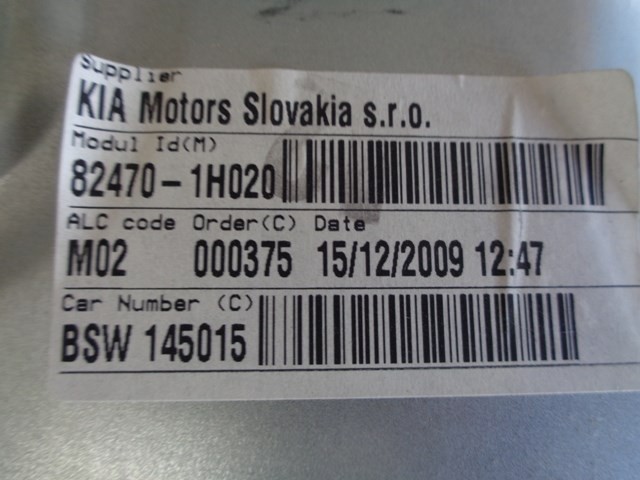 Supplier
KIA Motors Slovakia s.r.o.
Modul Id(M)
82470-1H020
ALC code Order(C) Date
M02 000375 15/12/2009 12:47
Car Number (C)
BSW 145015